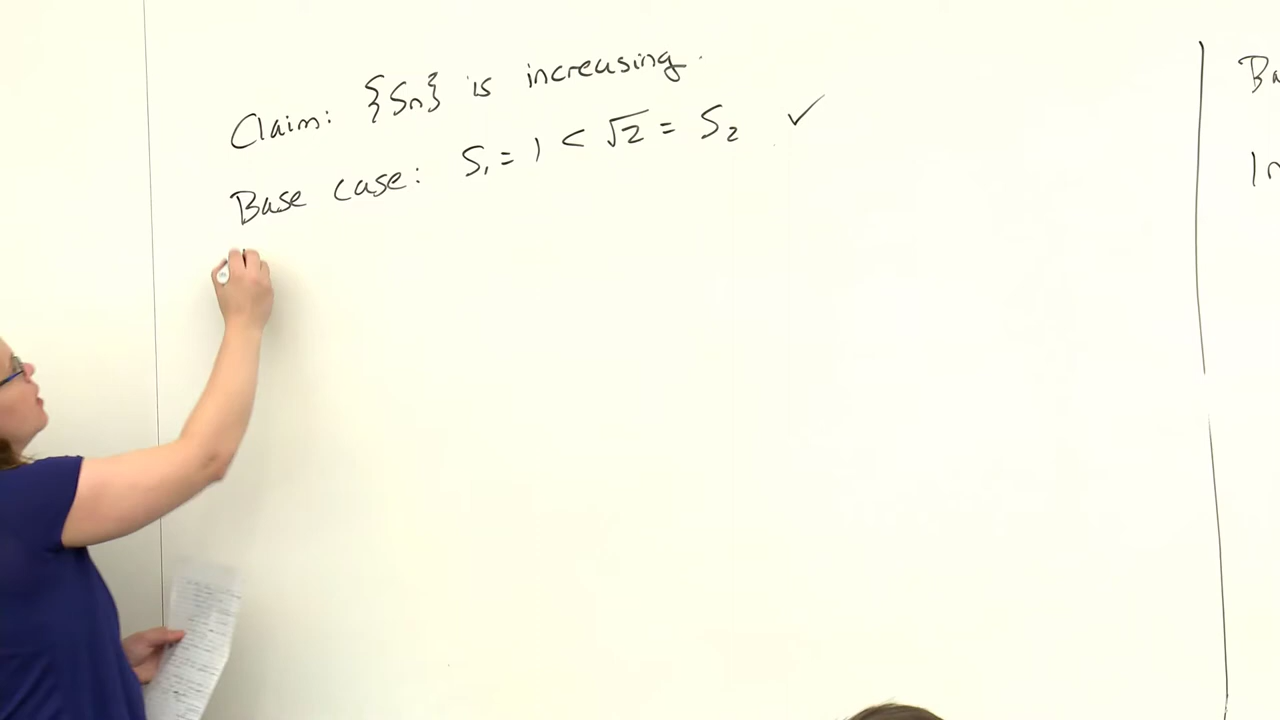 Claim: {Sn} is increasing.
Base case: S₁ = 1 < √2 = S₂ ✓